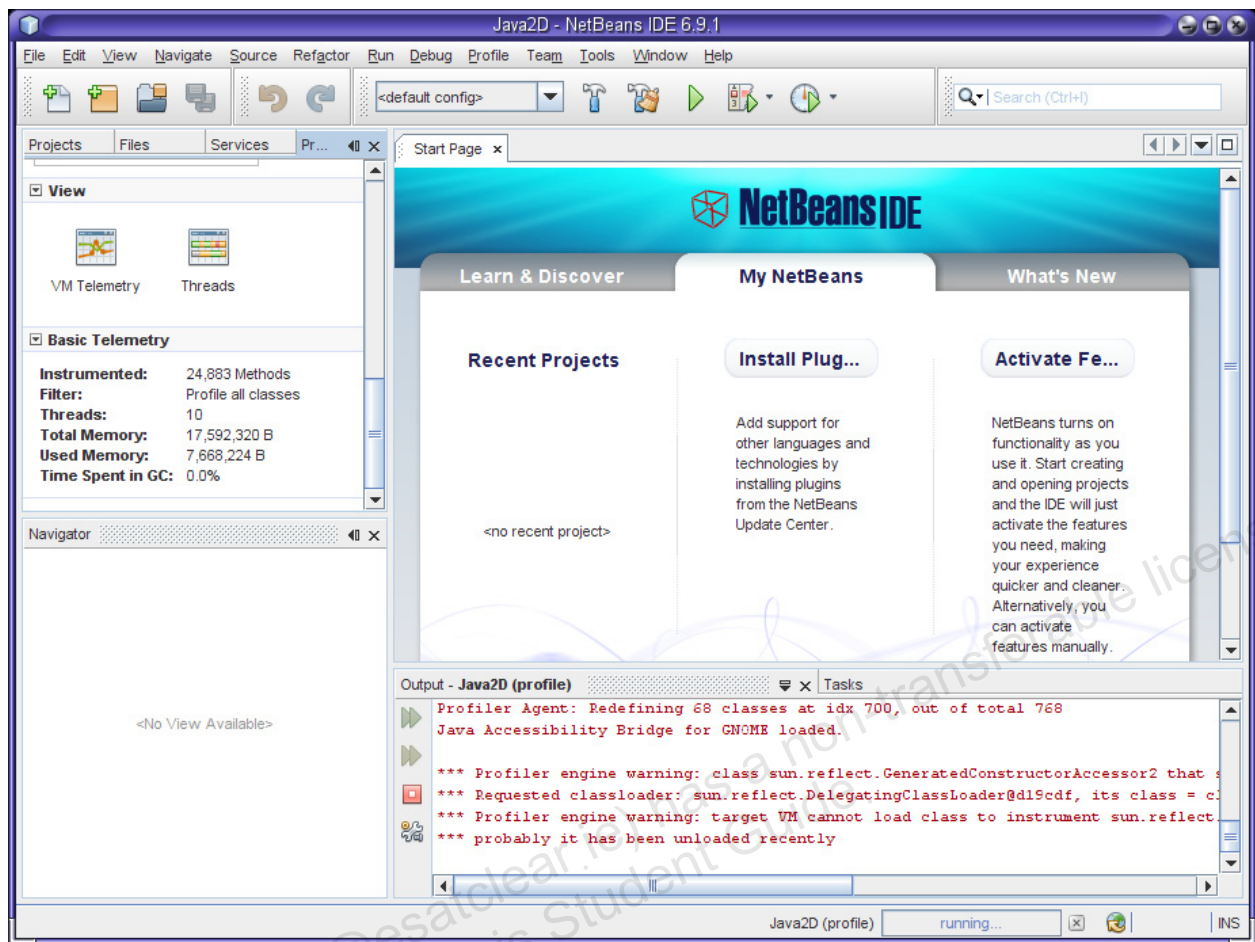 Java2D - NetBeans IDE 6.9.1
File Edit View Navigate Source Refactor Run Debug Profile Team Tools Window Help
<default config>
Search (Ctrl+I)
Projects Files Services Pr...
Start Page
View
VM Telemetry Threads
Basic Telemetry
Instrumented: 24,883 Methods
Filter: Profile all classes
Threads: 10
Total Memory: 17,592,320 B
Used Memory: 7,668,224 B
Time Spent in GC: 0.0%
Navigator
<No View Available>
NetBeans IDE
Learn & Discover
My NetBeans
What's New
Recent Projects
<no recent project>
Install Plug...
Add support for
other languages and
technologies by
installing plugins
from the NetBeans
Update Center.
Activate Fe...
NetBeans turns on
functionality as you
use it. Start creating
and opening projects
and the IDE will just
activate the features
you need, making
your experience
quicker and cleaner.
Alternatively, you
can activate
features manually.
Output - Java2D (profile) Tasks
Profiler Agent: Redefining 68 classes at idx 700, out of total 768
Java Accessibility Bridge for GNOME loaded.
*** Profiler engine warning: class sun.reflect.GeneratedConstructorAccessor2 that
*** Requested classloader: sun.reflect.DelegatingClassLoader@d19cdf, its class =
*** Profiler engine warning: target VM cannot load class to instrument sun.reflect.
*** probably it has been unloaded recently
Java2D (profile) running... INS
esatclear.ie) has a non-transferable licen
is Student Guide.